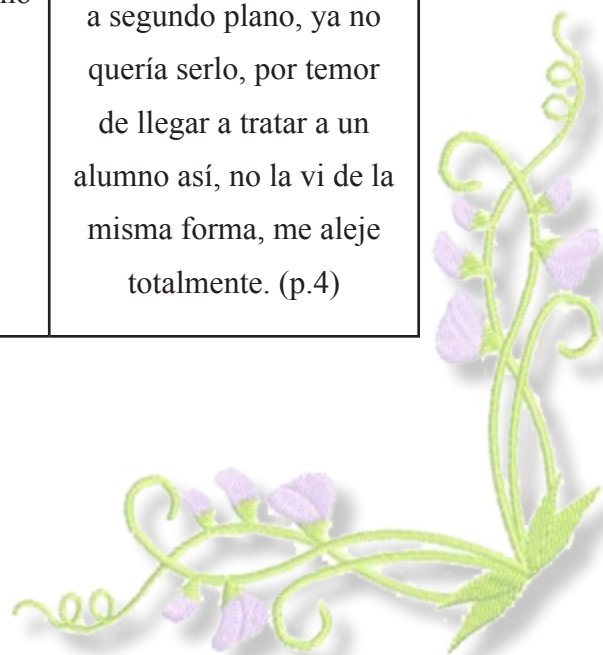 a segundo plano, ya no
quería serlo, por temor
de llegar a tratar a un
alumno así, no la vi de la
misma forma, me aleje
totalmente. (p.4)